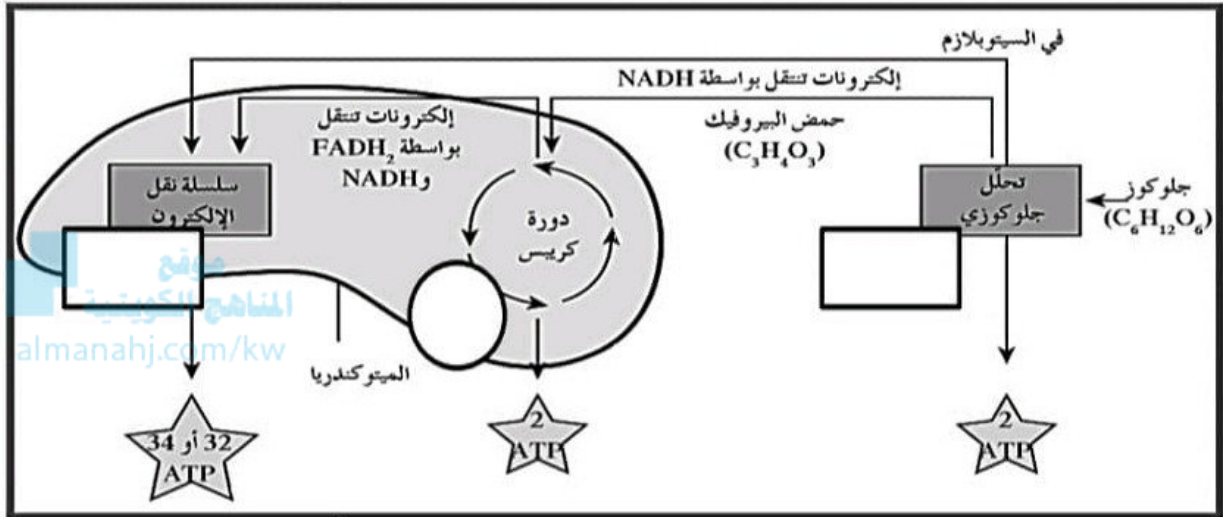 في السيتوبلازم
إلكترونات تنتقل بواسطة NADH
حمض البيروفيك
(C₃H₄O₃)
جلوكوز
(C₆H₁₂O₆)
تحلّل
جلوكوزي
إلكترونات تنتقل
بواسطة FADH₂
وNADH
دورة
كريبس
سلسلة نقل
الإلكترون
موقع
المناهج الكويتية
almanahj.com/kw
الميتوكندريا
2
ATP
2
ATP
32 أو 34
ATP